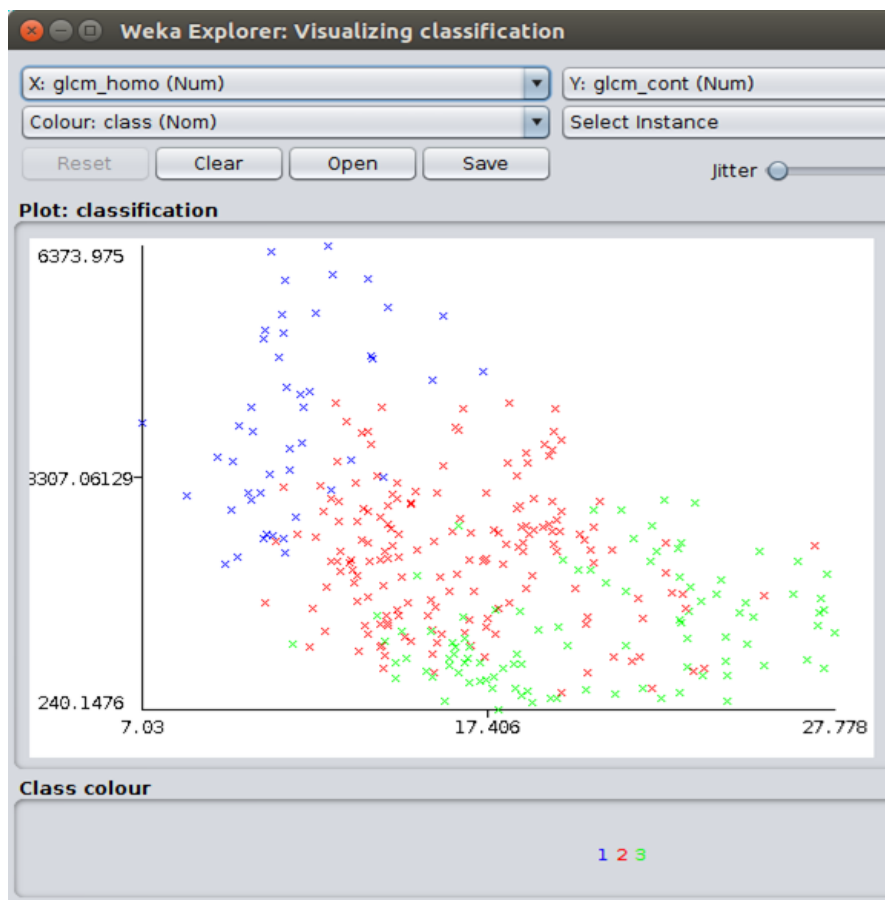 Weka Explorer: Visualizing classification
X: glcm_homo (Num) Y: glcm_cont (Num)
Colour: class (Nom) Select Instance
Reset Clear Open Save Jitter
Plot: classification
6373.975
3307.06129
240.1476
7.03 17.406 27.778
Class colour
1 2 3